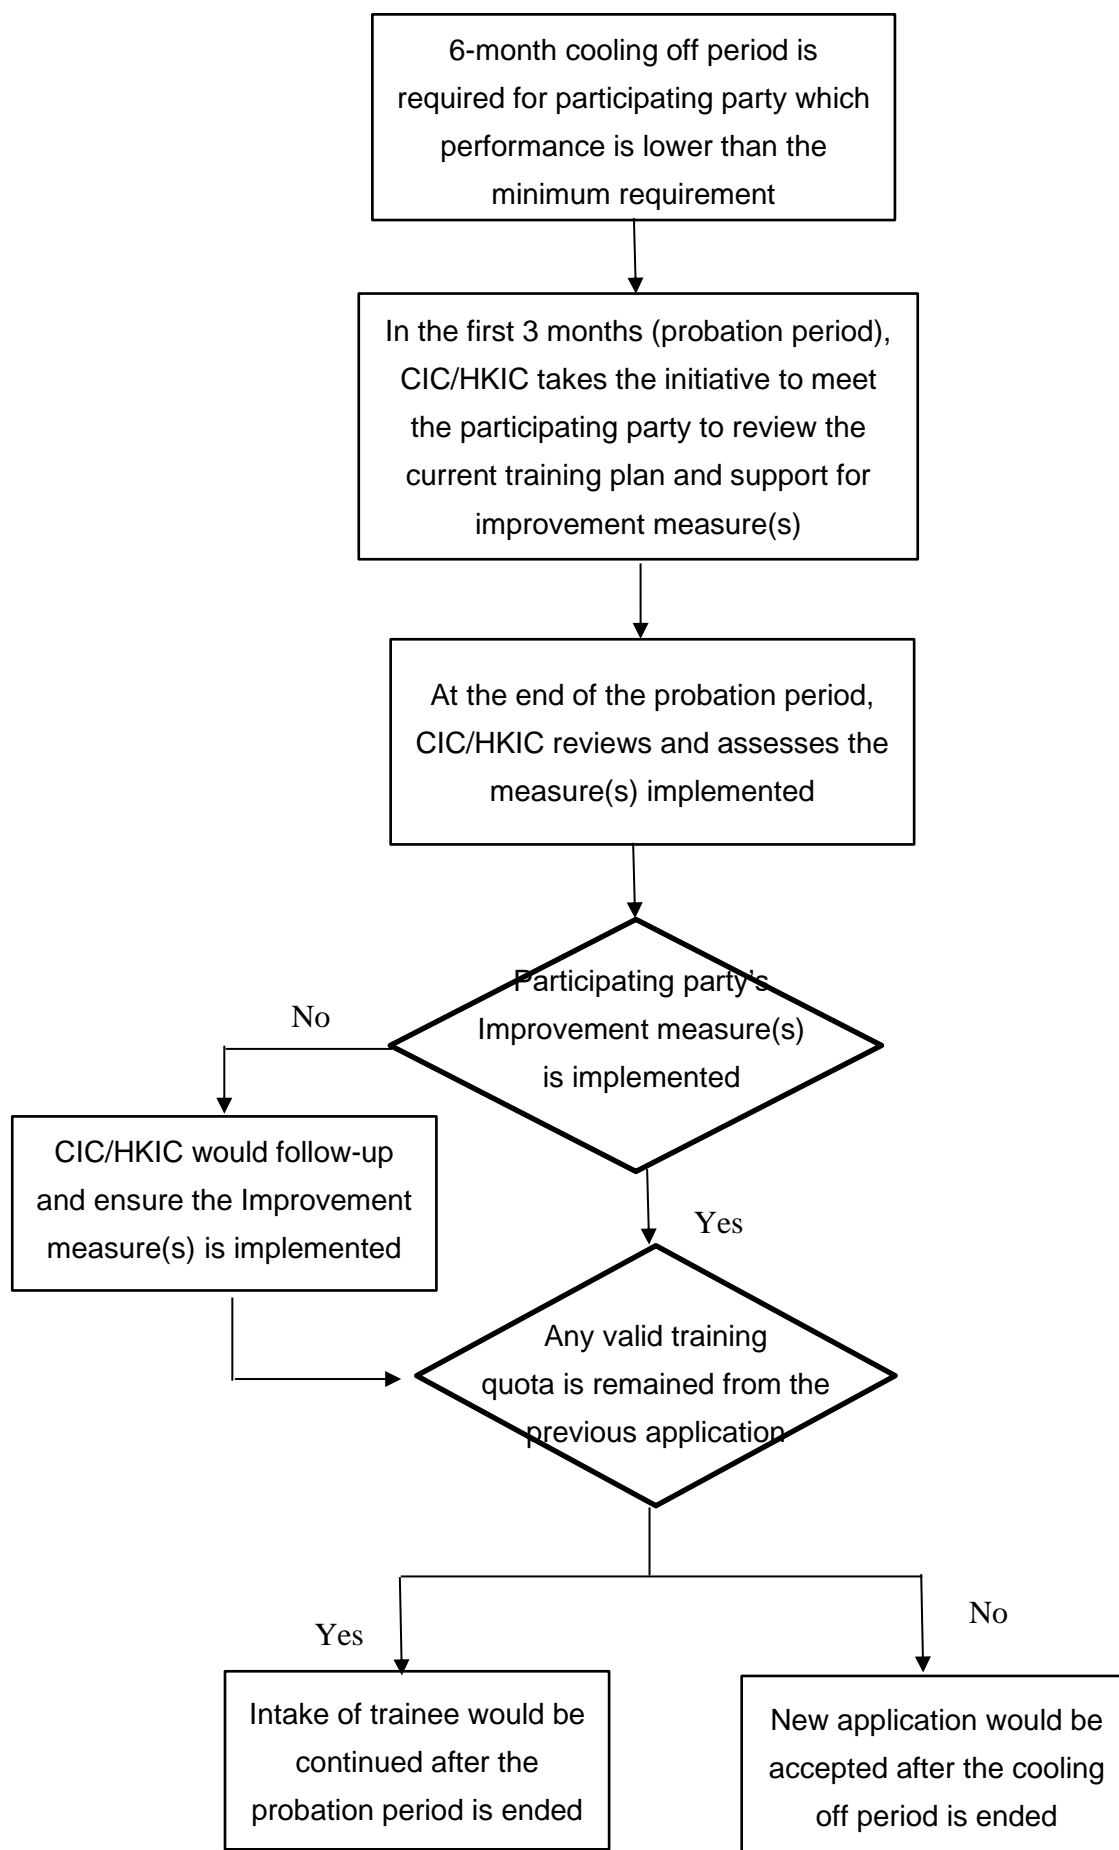 6-month cooling off period is
required for participating party which
performance is lower than the
minimum requirement
In the first 3 months (probation period),
CIC/HKIC takes the initiative to meet
the participating party to review the
current training plan and support for
improvement measure(s)
At the end of the probation period,
CIC/HKIC reviews and assesses the
measure(s) implemented
Participating party's
Improvement measure(s)
is implemented
No
CIC/HKIC would follow-up
and ensure the Improvement
measure(s) is implemented
Yes
Any valid training
quota is remained from the
previous application
Yes
No
Intake of trainee would be
continued after the
probation period is ended
New application would be
accepted after the cooling
off period is ended